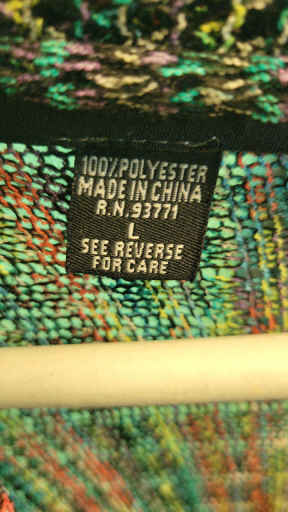 100% POLYESTER
MADE IN CHINA
R.N. 93771
L
SEE REVERSE
FOR CARE